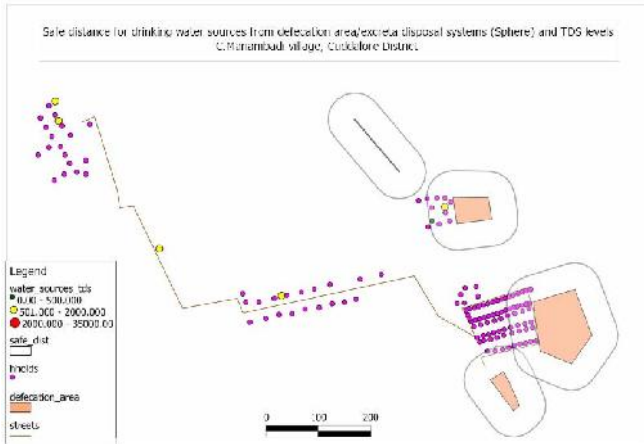 Safe distance for drinking water sources from defecation area/excreta disposal systems (Sphere) and TDS levels
C.Manambadi village, Cuddalore District
Legend
water_sources_tds
0.00 - 500.000
501.000 - 2000.000
2000.000 - 35000.00
safe_dist
hholds
defecation_area
streets
0 100 200